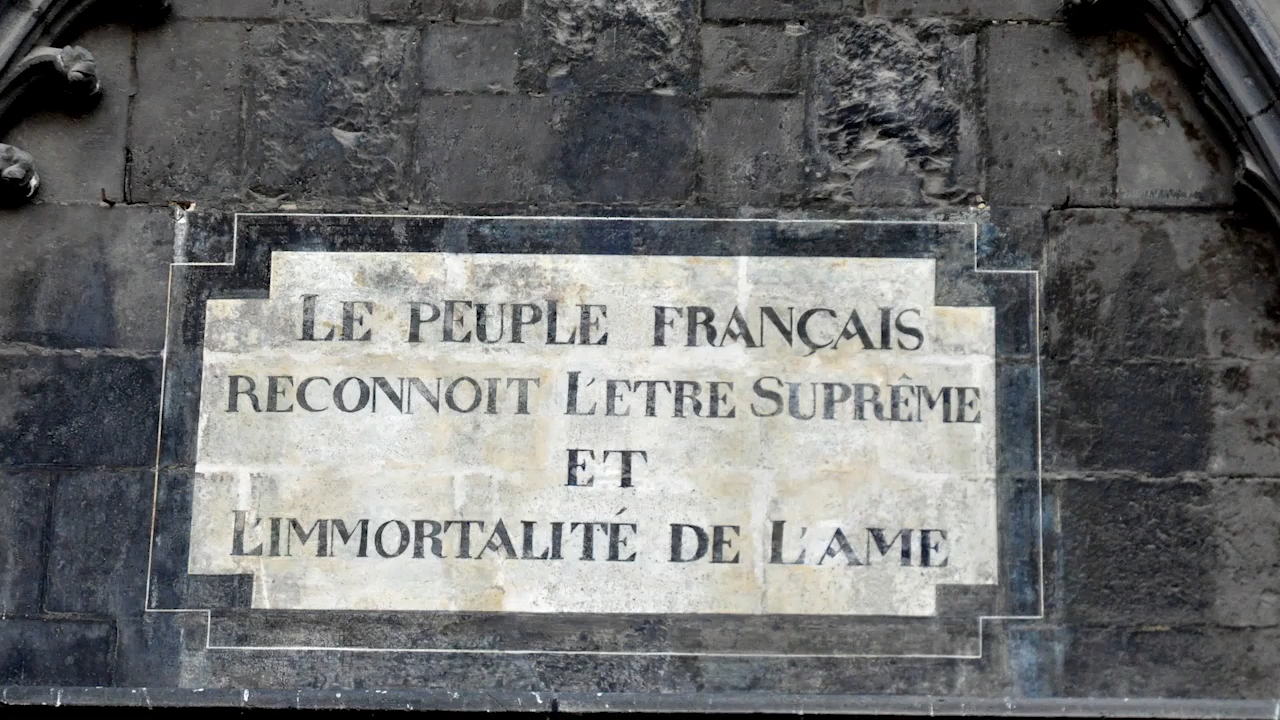 LE PEUPLE FRANÇAIS
RECONNOIT L'ETRE SUPRÊME
ET
L'IMMORTALITÉ DE L'AME